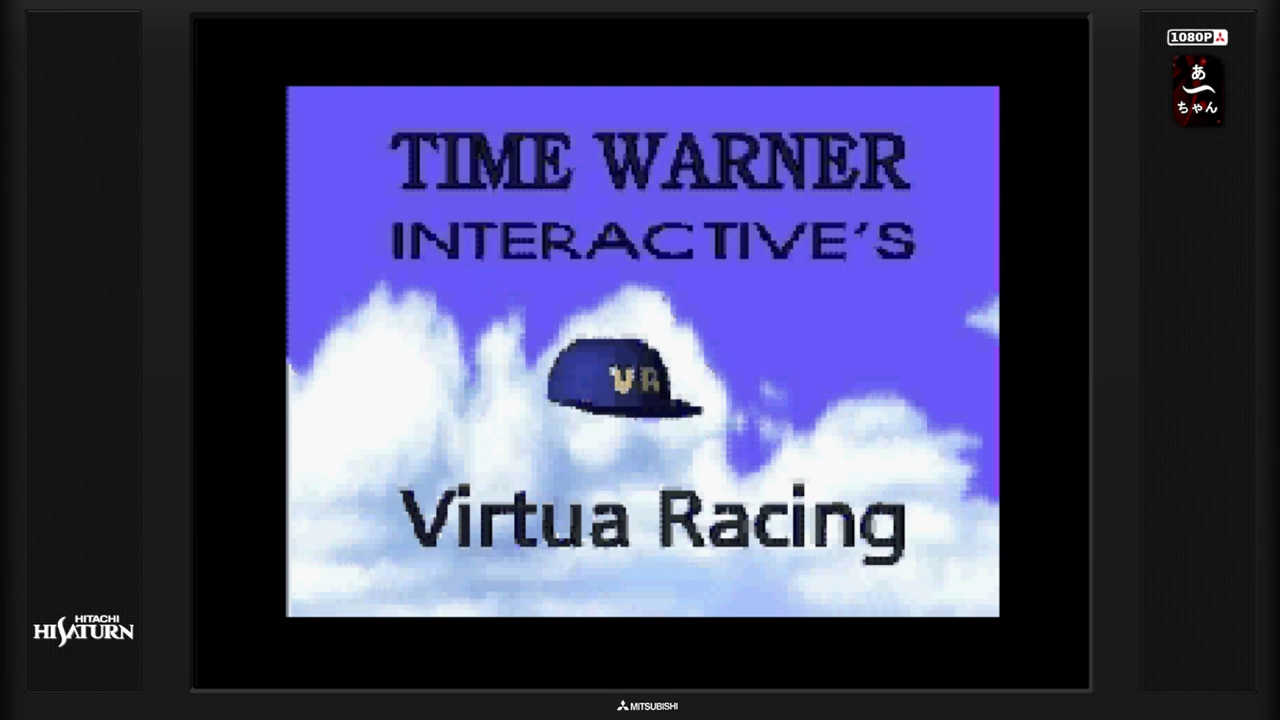 1080P
あ
ー
ちゃん
TIME WARNER
INTERACTIVE'S
VR
Virtua Racing
HITACHI
HISATURN
MITSUBISHI